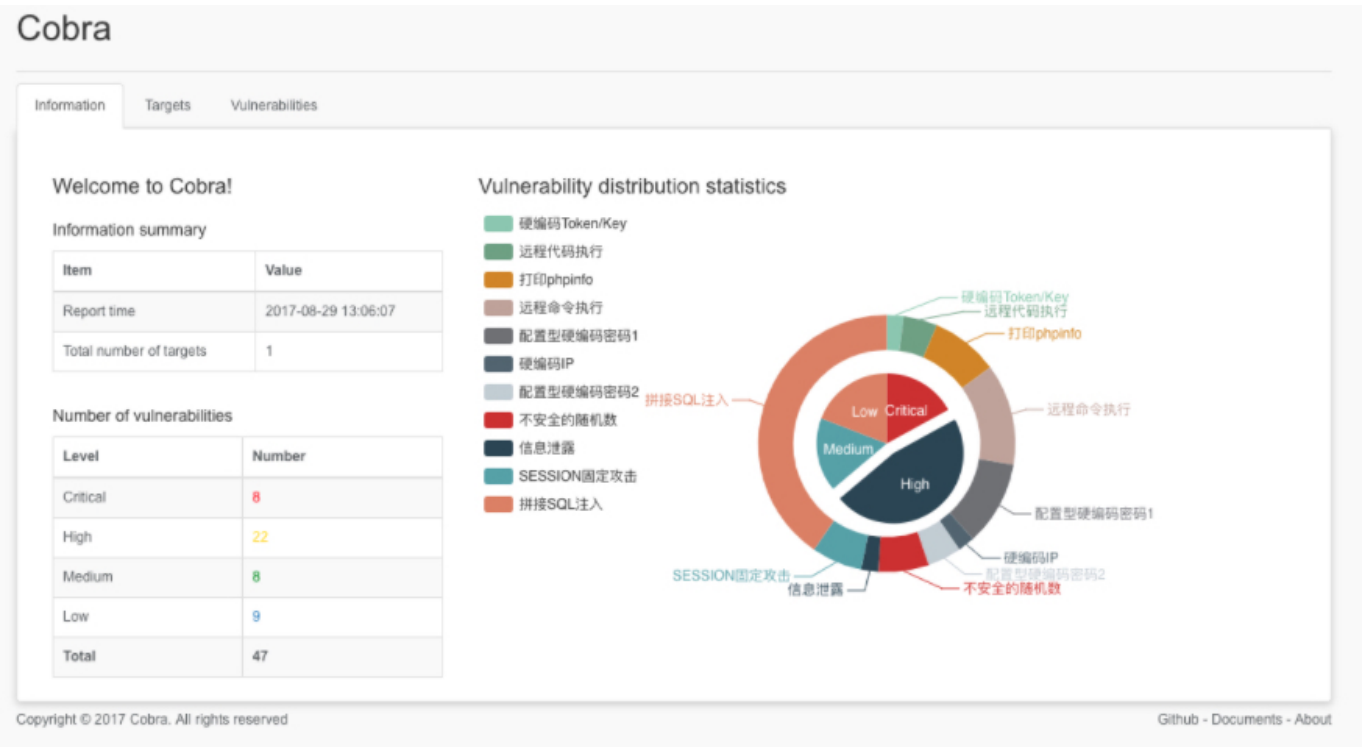 Cobra
Information Targets Vulnerabilities
Welcome to Cobra!
Information summary
Item Value
Report time 2017-08-29 13:06:07
Total number of targets 1
Number of vulnerabilities
Level Number
Critical 8
High 22
Medium 8
Low 9
Total 47
Vulnerability distribution statistics
硬编码Token/Key
远程代码执行
打印phpinfo
远程命令执行
配置型硬编码密码1
硬编码IP
配置型硬编码密码2
不安全的随机数
信息泄露
SESSION固定攻击
拼接SQL注入
硬编码Token/Key
远程代码执行
打印phpinfo
拼接SQL注入
远程命令执行
Low Critical
Medium
High
配置型硬编码密码1
硬编码IP
配置型硬编码密码2
SESSION固定攻击
信息泄露
不安全的随机数
Copyright © 2017 Cobra. All rights reserved
Github - Documents - About